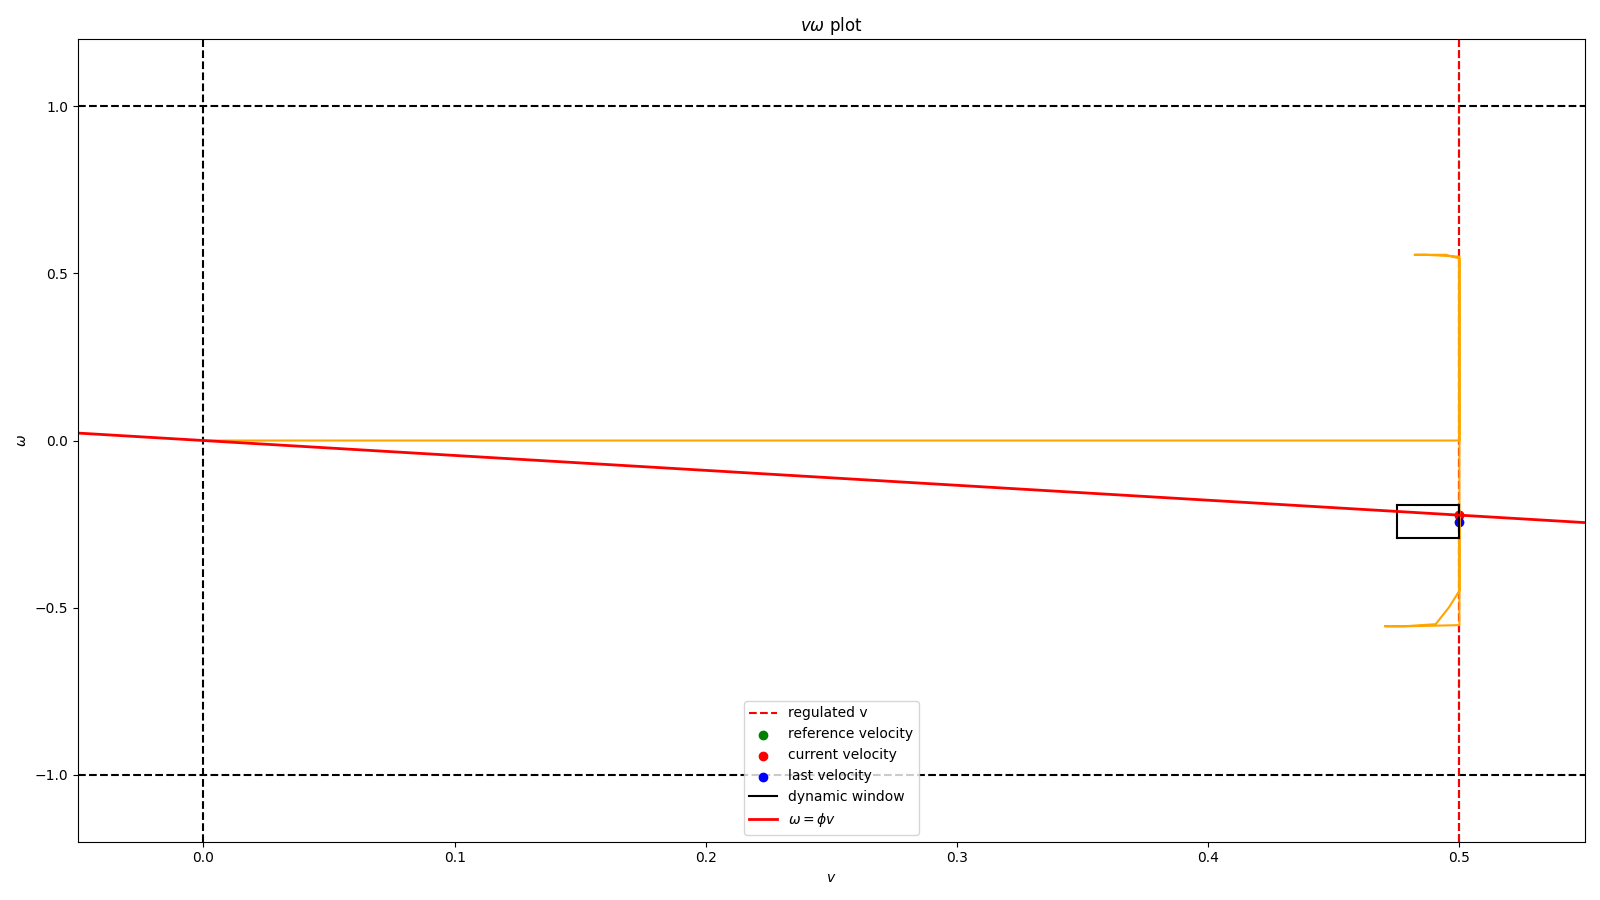 vω plot
1.0
0.5
0.0
−0.5
−1.0
ω
0.0 0.1 0.2 0.3 0.4 0.5
v
regulated v
reference velocity
current velocity
last velocity
dynamic window
ω = ϕv